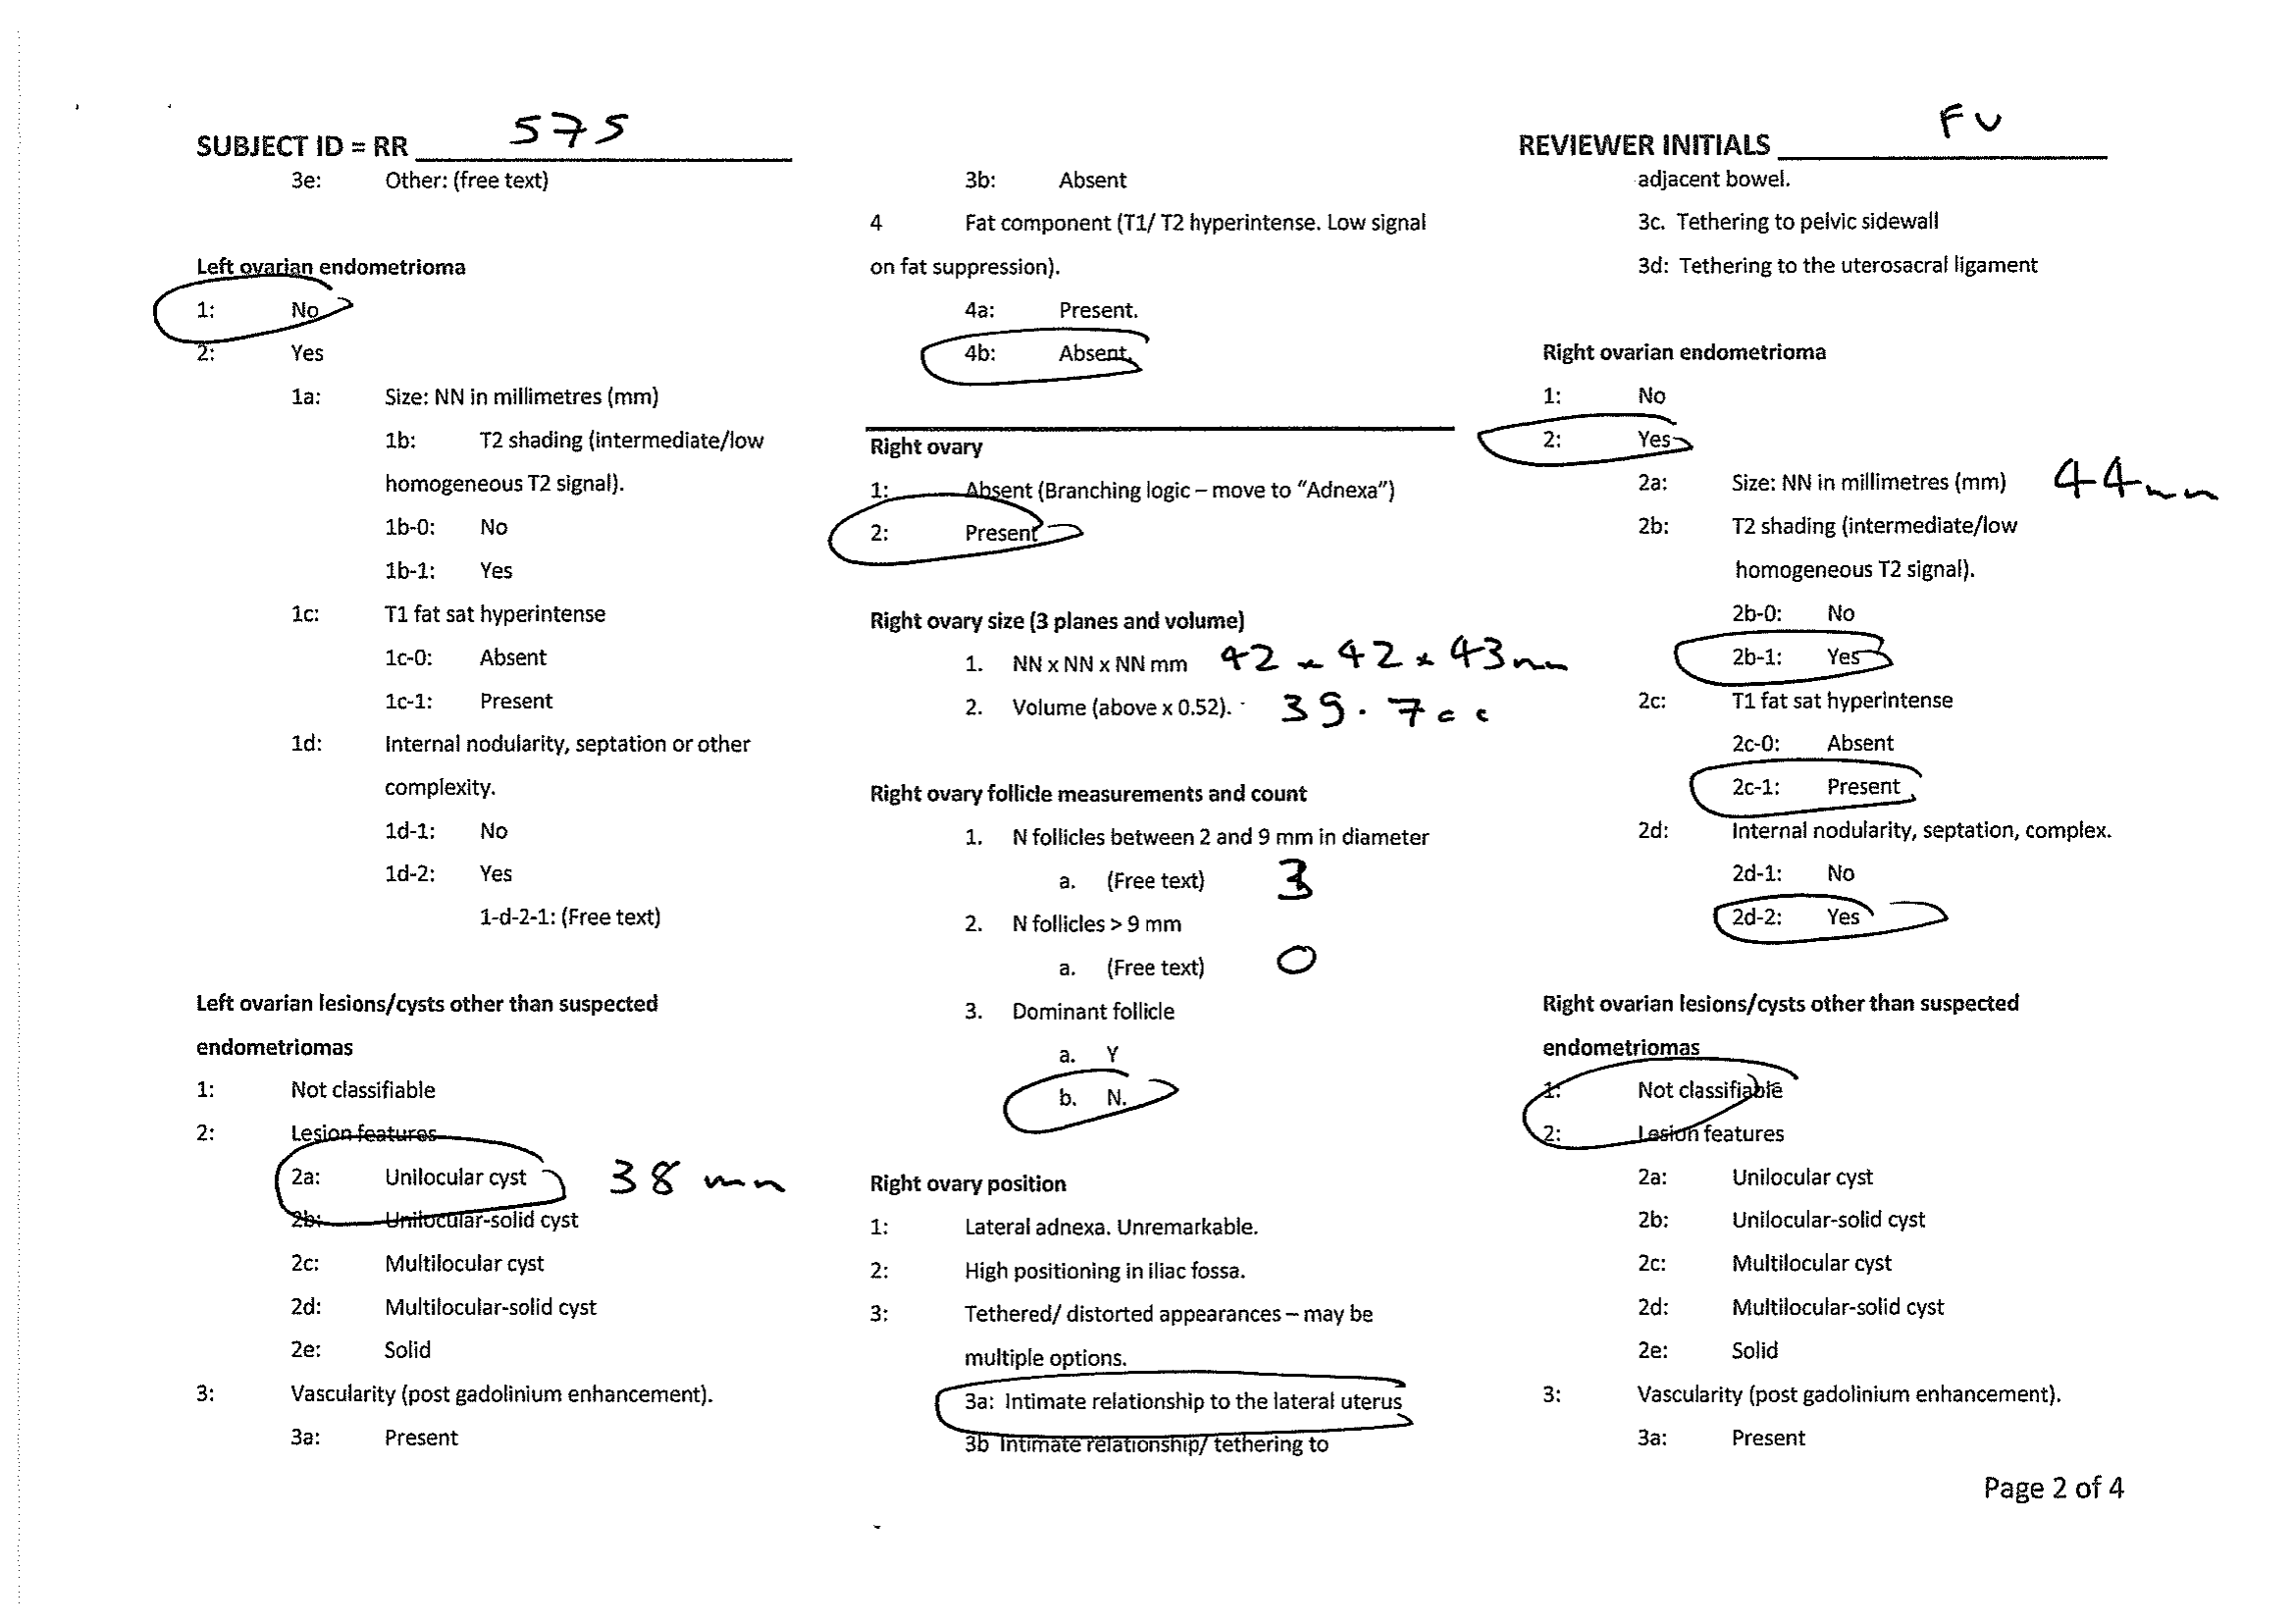 SUBJECT ID = RR 575
3e: Other: (free text)
Left ovarian endometrioma
1: No
2: Yes
1a: Size: NN in millimetres (mm)
1b: T2 shading (intermediate/low
homogeneous T2 signal).
1b-0: No
1b-1: Yes
1c: T1 fat sat hyperintense
1c-0: Absent
1c-1: Present
1d: Internal nodularity, septation or other
complexity.
1d-1: No
1d-2: Yes
1-d-2-1: (Free text)
Left ovarian lesions/cysts other than suspected
endometriomas
1: Not classifiable
2: Lesion features
2a: Unilocular cyst 38 mm
2b: Unilocular-solid cyst
2c: Multilocular cyst
2d: Multilocular-solid cyst
2e: Solid
3: Vascularity (post gadolinium enhancement).
3a: Present
3b: Absent
4 Fat component (T1/ T2 hyperintense. Low signal
on fat suppression).
4a: Present.
4b: Absent.
Right ovary
1: Absent (Branching logic – move to “Adnexa”)
2: Present
Right ovary size (3 planes and volume)
1. NN x NN x NN mm 42 x 42 x 43mm
2. Volume (above x 0.52). 39.7cc
Right ovary follicle measurements and count
1. N follicles between 2 and 9 mm in diameter
a. (Free text) 3
2. N follicles > 9 mm
a. (Free text) 0
3. Dominant follicle
a. Y
b. N.
Right ovary position
1: Lateral adnexa. Unremarkable.
2: High positioning in iliac fossa.
3: Tethered/ distorted appearances – may be
multiple options.
3a: Intimate relationship to the lateral uterus
3b Intimate relationship/ tethering to
REVIEWER INITIALS FV
adjacent bowel.
3c. Tethering to pelvic sidewall
3d: Tethering to the uterosacral ligament
Right ovarian endometrioma
1: No
2: Yes
2a: Size: NN in millimetres (mm) 44mm
2b: T2 shading (intermediate/low
homogeneous T2 signal).
2b-0: No
2b-1: Yes
2c: T1 fat sat hyperintense
2c-0: Absent
2c-1: Present
2d: Internal nodularity, septation, complex.
2d-1: No
2d-2: Yes
Right ovarian lesions/cysts other than suspected
endometriomas
1: Not classifiable
2: Lesion features
2a: Unilocular cyst
2b: Unilocular-solid cyst
2c: Multilocular cyst
2d: Multilocular-solid cyst
2e: Solid
3: Vascularity (post gadolinium enhancement).
3a: Present
Page 2 of 4